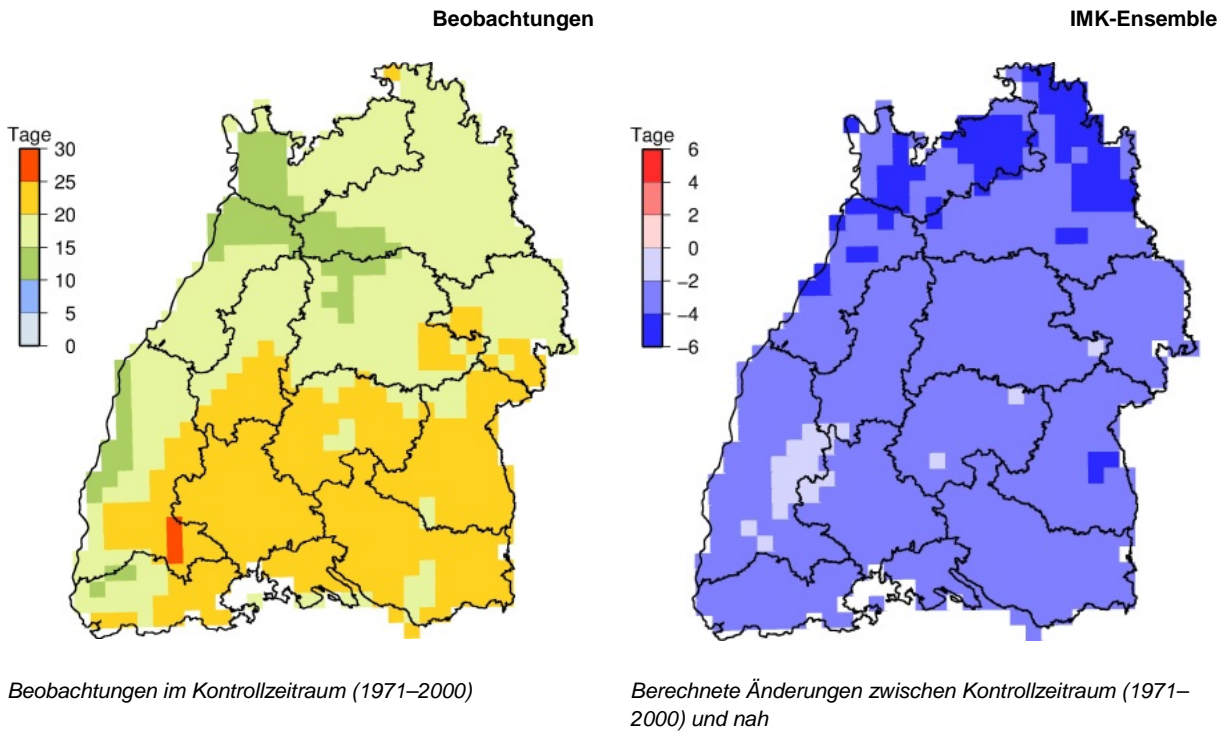 Beobachtungen
IMK-Ensemble
Tage
30
25
20
15
10
5
0
Tage
6
4
2
0
−2
−4
−6
Beobachtungen im Kontrollzeitraum (1971–2000)
Berechnete Änderungen zwischen Kontrollzeitraum (1971–
2000) und nah